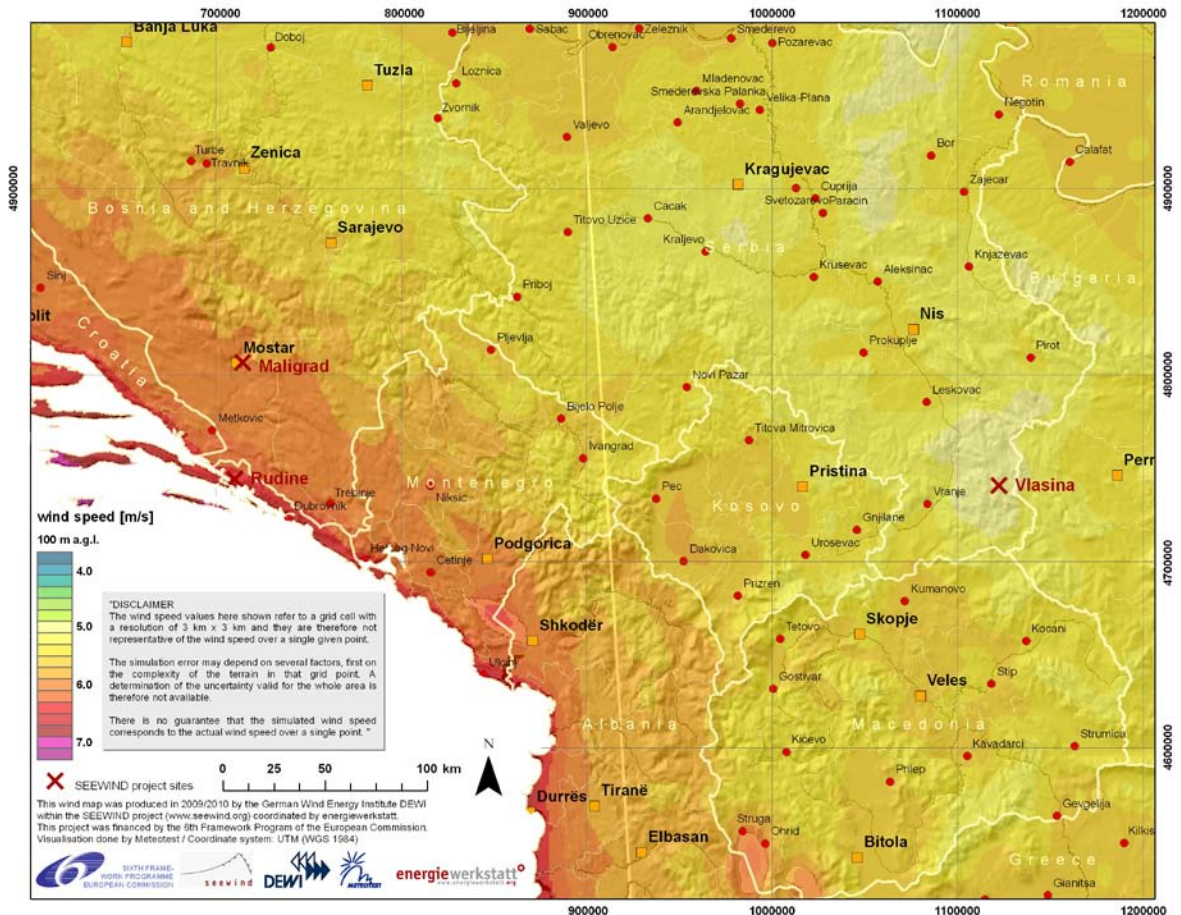 700000 800000 900000 1000000 1100000 1200000
Banja Luka
Doboj
Bijeljina
Sabac
Obrenovac
Zeleznik
Smederevo
Pozarevac
Romania
Tuzla
Loznica
Mladenovac
Smederevska Palanka
Velika-Plana
Negotin
Zvornik
Arandjelovac
Valjevo
Bor
Calafat
Turbe
Travnik
Zenica
Kragujevac
4900000
Cuprija
Zajecar
4900000
Svetozarevo
Paracin
Bosnia and Herzegovina
Cacak
Titovo Uzice
Sarajevo
Kraljevo
Serbia
Krusevac
Aleksinac
Knjazevac
Bulgaria
Sinj
Priboj
Nis
plit
Croatia
Pljevlja
Prokuplje
Pirot
Mostar
Maligrad
Novi Pazar
4800000
4800000
Leskovac
Metkovic
Bijelo Polje
Titova Mitrovica
Ivangrad
Pristina
Perr
Rudine
Montenegro
Niksic
Pec
Kosovo
Vranje
Vlasina
Trebinje
Dubrovnik
Gnjilane
wind speed [m/s]
100 m a.g.l.
Herceg-Novi
Podgorica
Cetinje
Dakovica
Urosevac
4700000
4.0
Prizren
Kumanovo
"DISCLAIMER
The wind speed values here shown refer to a grid cell with
a resolution of 3 km x 3 km and they are therefore not
representative of the wind speed over a single given point.
5.0
Shkodër
Tetovo
Skopje
Kocani
The simulation error may depend on several factors, first on
the complexity of the terrain in that grid point. A
determination of the uncertainty valid for the whole area is
therefore not available.
6.0
Ulcinj
Gostivar
Stip
Veles
There is no guarantee that the simulated wind speed
corresponds to the actual wind speed over a single point. "
7.0
Albania
Macedonia
Kicevo
Kavadarci
Strumica
4600000
N
SEEWIND project sites
0 25 50 100 km
Prilep
This wind map was produced in 2009/2010 by the German Wind Energy Institute DEWI
within the SEEWIND project (www.seewind.org) coordinated by energiewerkstatt.
This project was financed by the 6th Framework Program of the European Commission.
Visualisation done by Meteotest / Coordinate system: UTM (WGS 1984)
Durrës
Tiranë
Gevgelija
Struga
Ohrid
Elbasan
Bitola
Kilkis
Greece
Gianitsa
6
SIXTH FRAME-
WORK PROGRAMME
EUROPEAN COMMISSION
seewind
DEWI
METEOTEST
energiewerkstatt
www.energiewerkstatt.org
900000 1000000 1100000 1200000